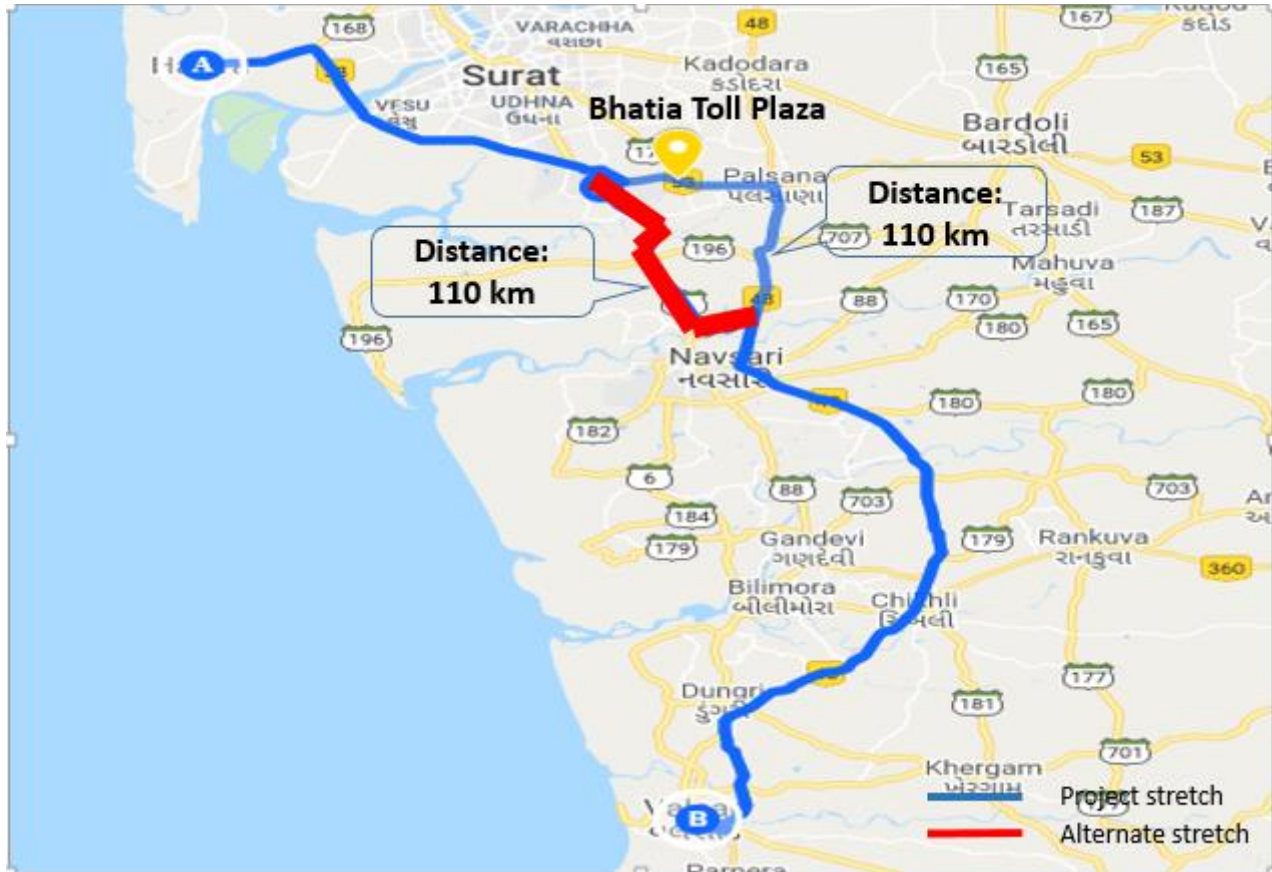 168
VARACHHA
વરાછા
48
167
A
53
Surat
Kadodara
કડોદરા
165
VESU
વેસુ
UDHNA
ઉધના
Bhatia Toll Plaza
Bardoli
બારડોલી
53
Palsana
પલસાણા
Distance:
110 km
Tarsadi
તરસાડી
187
707
Distance:
110 km
196
Mahuva
મહુવા
48
88
170
180
165
196
Navsari
નવસારી
180
180
182
6
88
703
703
184
179
Gandevi
ગણદેવી
179
Rankuva
રાનકુવા
360
Bilimora
બીલીમોરા
Dungri
177
181
701
Khergam
ખેરગામ
B
Project stretch
Alternate stretch